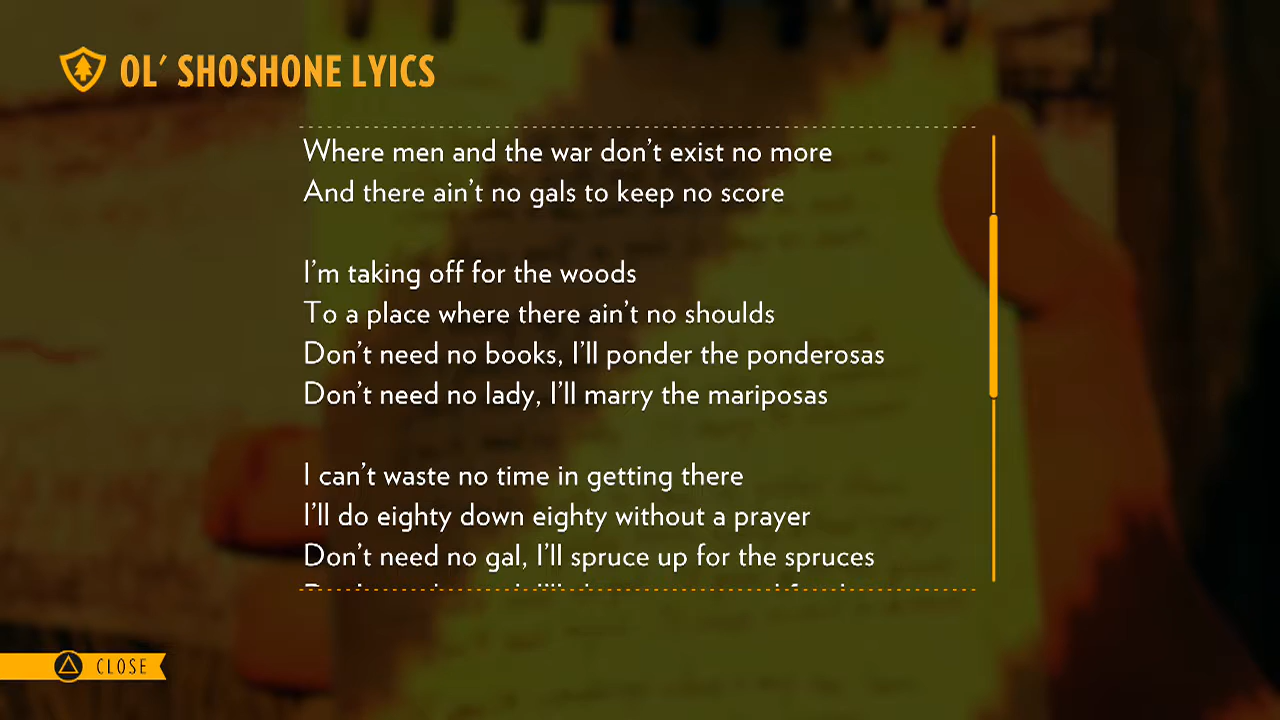 OL' SHOSHONE LYICS
Where men and the war don't exist no more
And there ain't no gals to keep no score
I'm taking off for the woods
To a place where there ain't no shoulds
Don't need no books, I'll ponder the ponderosas
Don't need no lady, I'll marry the mariposas
I can't waste no time in getting there
I'll do eighty down eighty without a prayer
Don't need no gal, I'll spruce up for the spruces
CLOSE